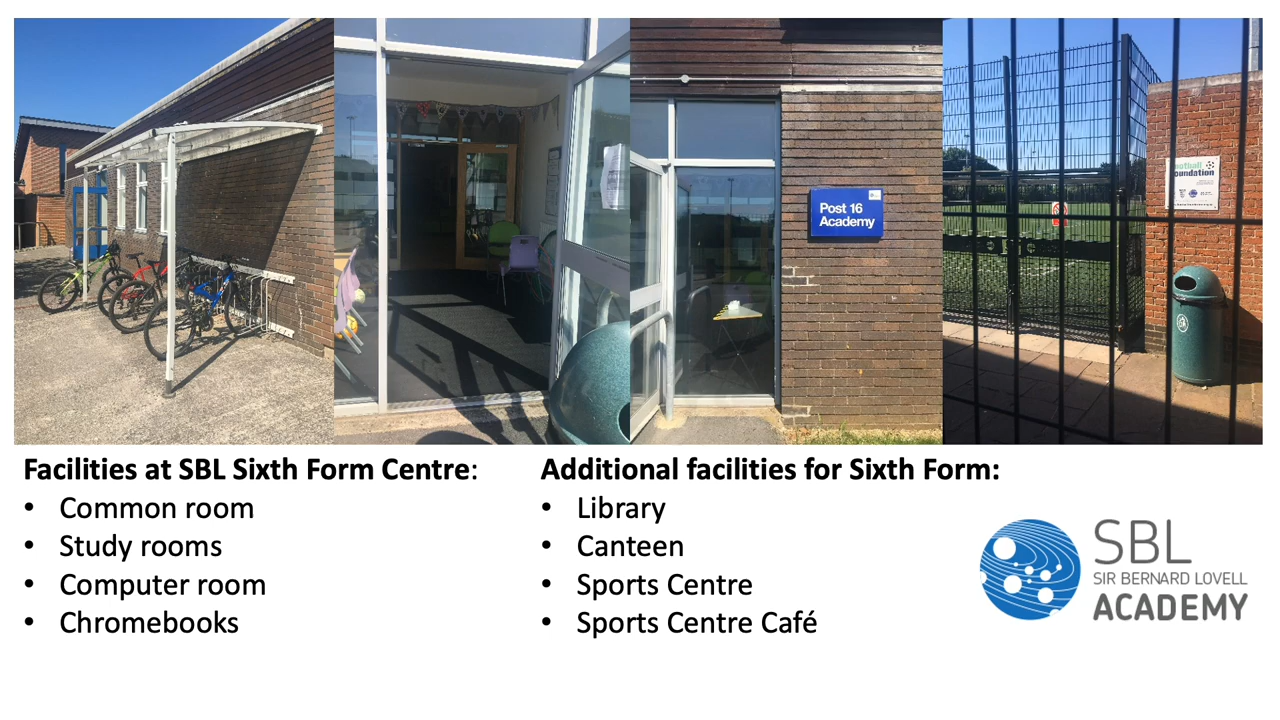 Post 16
Academy
Foundation
Facilities at SBL Sixth Form Centre:
• Common room
• Study rooms
• Computer room
• Chromebooks
Additional facilities for Sixth Form:
• Library
• Canteen
• Sports Centre
• Sports Centre Café
SBL
SIR BERNARD LOVELL
ACADEMY